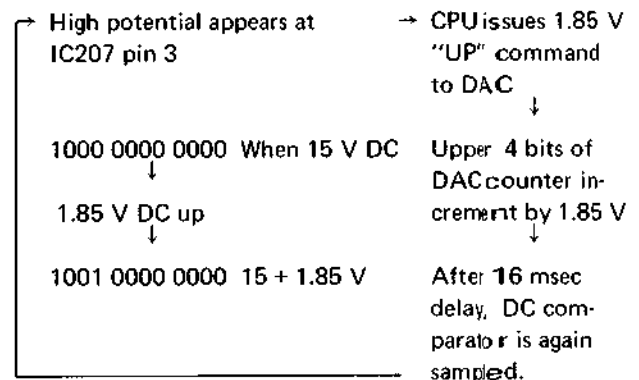 High potential appears at
IC207 pin 3
1000 0000 0000 When 15 V DC
1.85 V DC up
1001 0000 0000 15 + 1.85 V
CPU issues 1.85 V
"UP" command
to DAC
Upper 4 bits of
DAC counter in-
crement by 1.85 V
After 16 msec
delay, DC com-
parator is again
sampled.